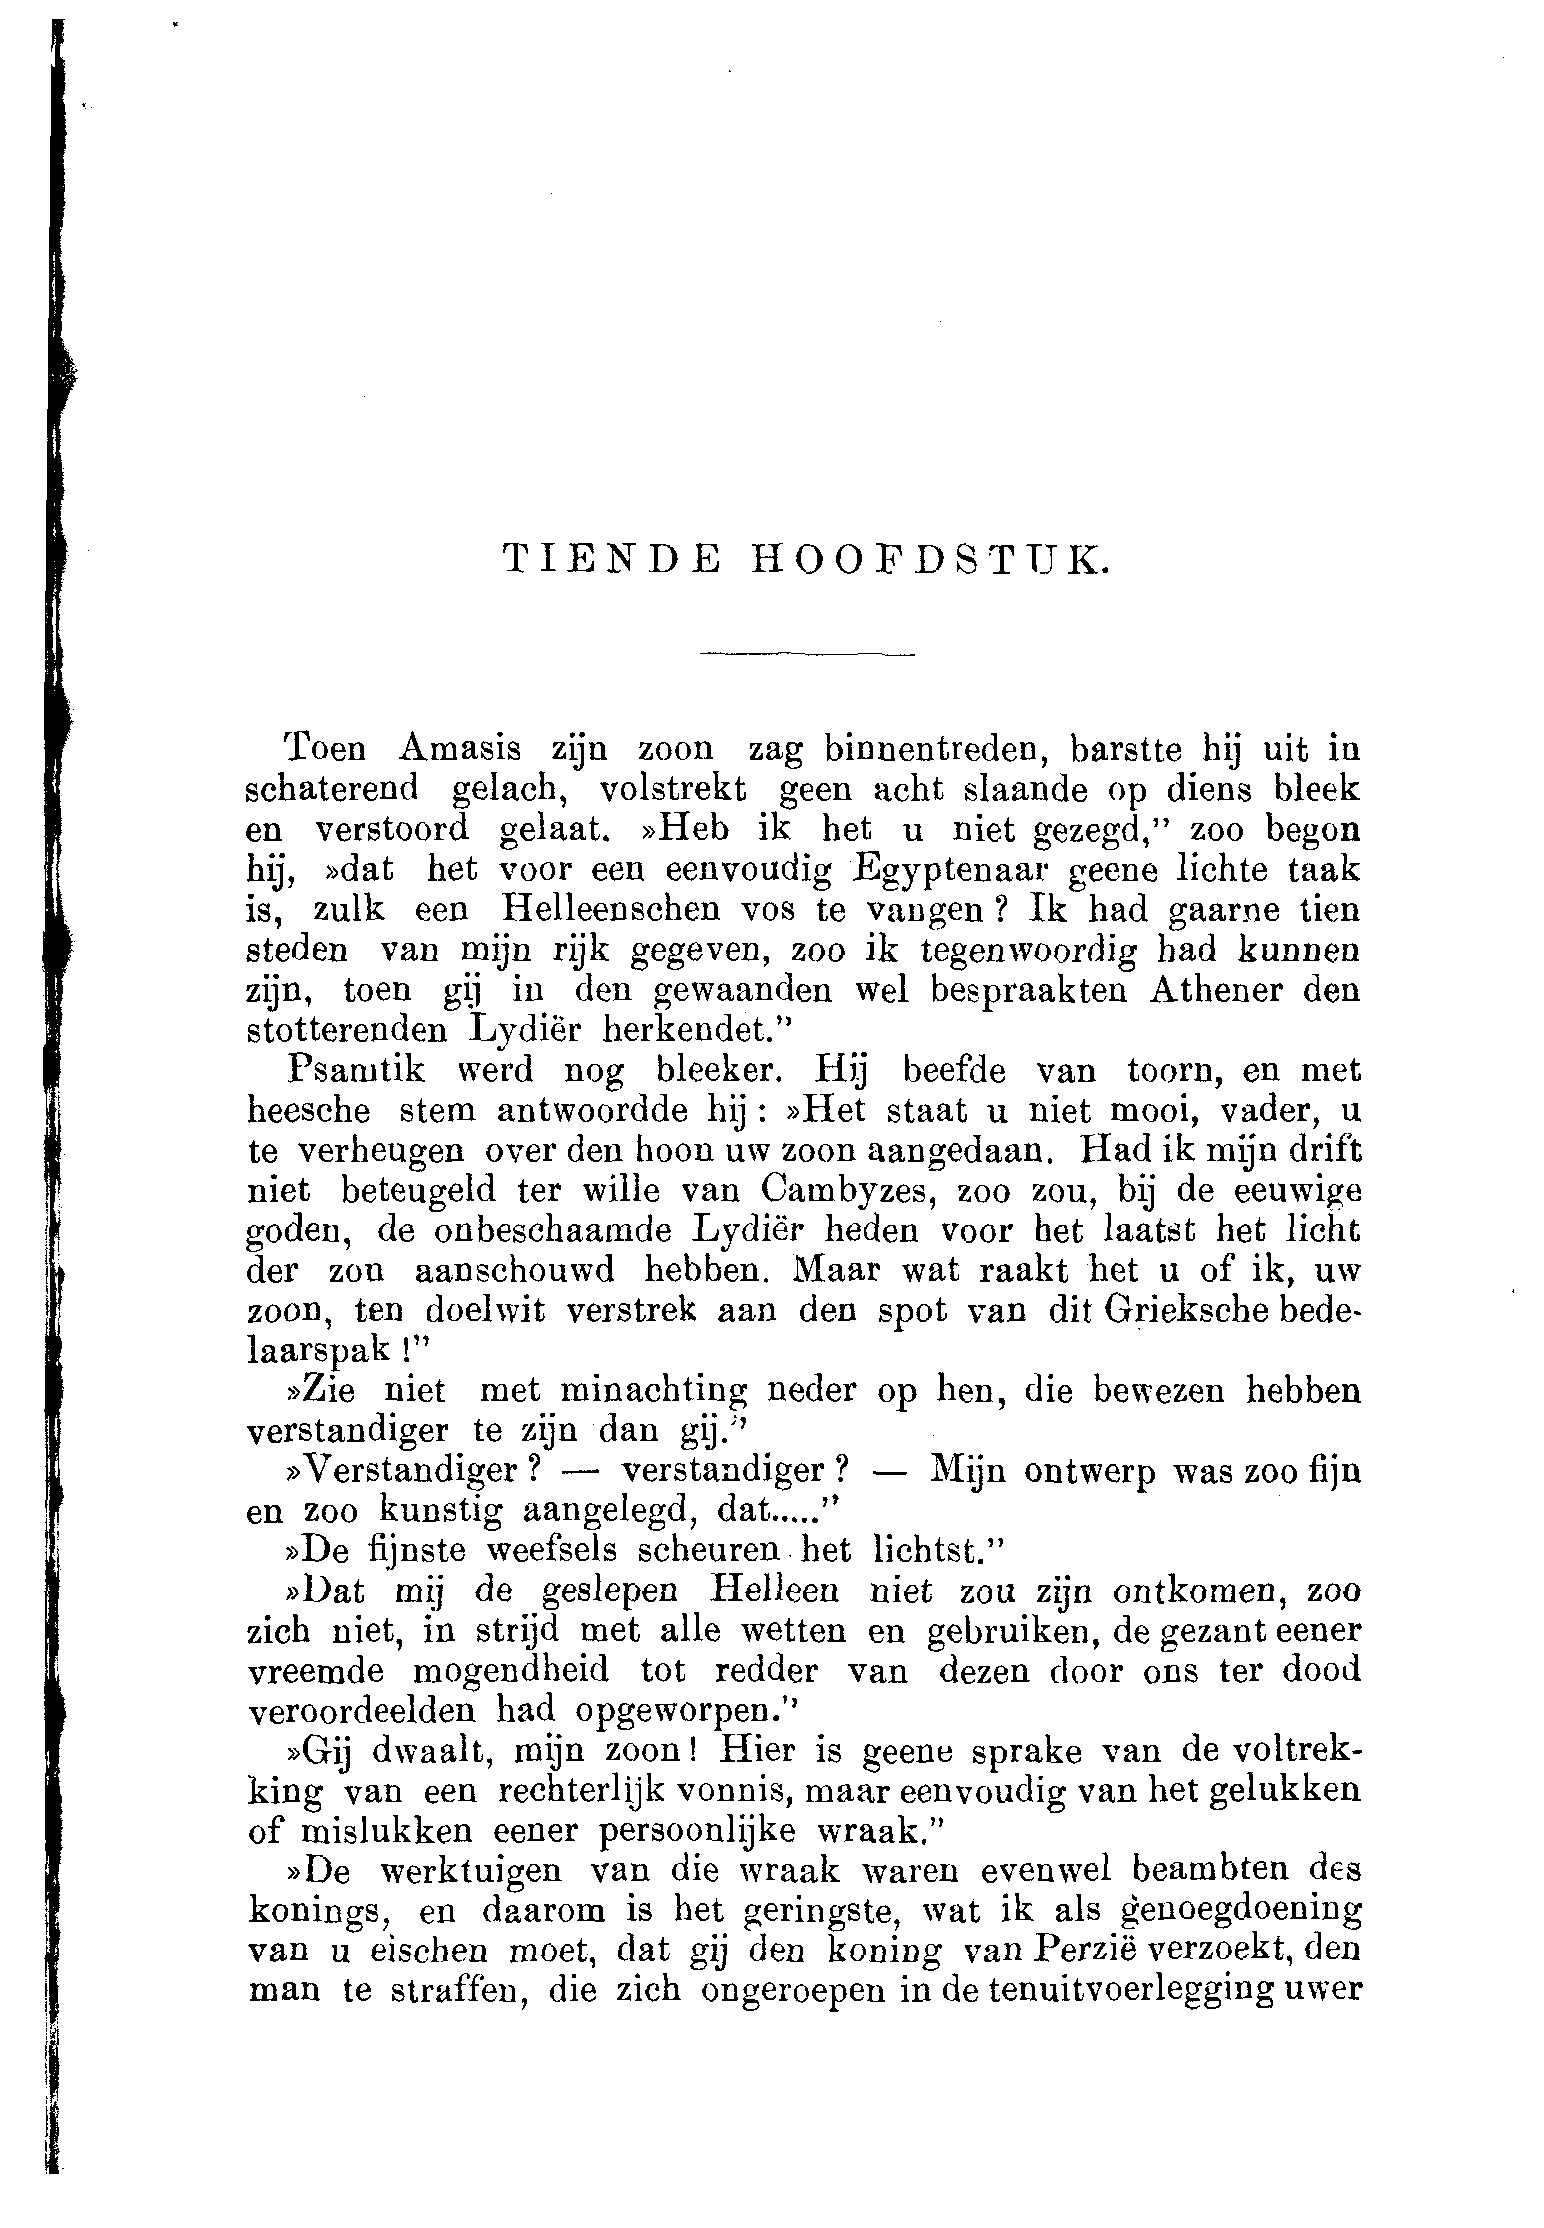 TIENDE HOOFDSTUK.
Toen Amasis zijn zoon zag binnentreden, barstte hij uit in
schaterend gelach, volstrekt geen acht slaande op diens bleek
en verstoord gelaat. »Heb ik het u niet gezegd,” zoo begon
hij, »dat het voor een eenvoudig Egyptenaar geene lichte taak
is, zulk een Helleenschen vos te vangen? Ik had gaarne tien
steden van mijn rijk gegeven, zoo ik tegenwoordig had kunnen
zijn, toen gij in den gewaanden wel bespraakten Athener den
stotterenden Lydiër herkendet.”
Psamtik werd nog bleeker. Hij beefde van toorn, en met
heesche stem antwoordde hij: »Het staat u niet mooi, vader, u
te verheugen over den hoon uw zoon aangedaan. Had ik mijn drift
niet beteugeld ter wille van Cambyzes, zoo zou, bij de eeuwige
goden, de onbeschaamde Lydiër heden voor het laatst het licht
der zon aanschouwd hebben. Maar wat raakt het u of ik, uw
zoon, ten doelwit verstrek aan den spot van dit Grieksche bede-
laarspak!”
»Zie niet met minachting neder op hen, die bewezen hebben
verstandiger te zijn dan gij.”
»Verstandiger? — verstandiger? — Mijn ontwerp was zoo fijn
en zoo kunstig aangelegd, dat.....”
»De fijnste weefsels scheuren het lichtst.”
»Dat mij de geslepen Helleen niet zou zijn ontkomen, zoo
zich niet, in strijd met alle wetten en gebruiken, de gezant eener
vreemde mogendheid tot redder van dezen door ons ter dood
veroordeelden had opgeworpen.”
»Gij dwaalt, mijn zoon! Hier is geene sprake van de voltrek-
king van een rechterlijk vonnis, maar eenvoudig van het gelukken
of mislukken eener persoonlijke wraak.”
»De werktuigen van die wraak waren evenwel beambten des
konings, en daarom is het geringste, wat ik als genoegdoening
van u eischen moet, dat gij den koning van Perzië verzoekt, den
man te straffen, die zich ongeroepen in de tenuitvoerlegging uwer